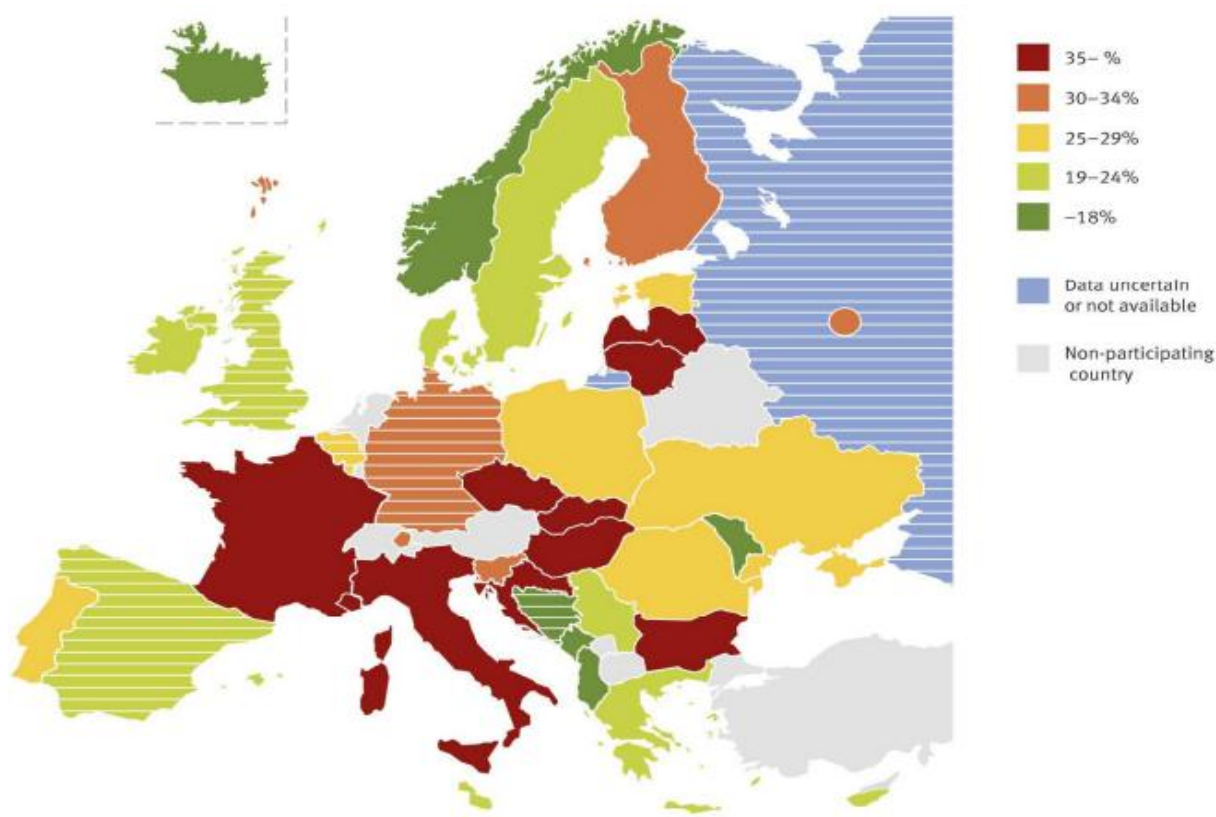 35– %
30–34%
25–29%
19–24%
–18%
Data uncertain
or not available
Non-participating
country